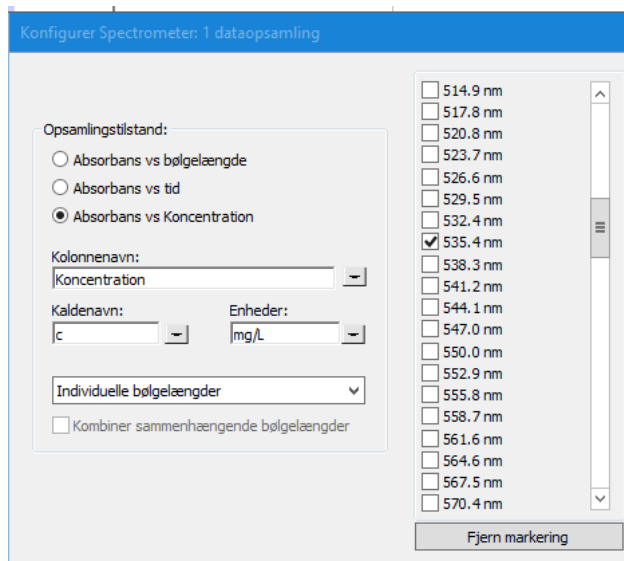 Konfigurer Spectrometer: 1 dataopsamling
Opsamlingstilstand:
Absorbans vs bølgelængde
Absorbans vs tid
Absorbans vs Koncentration
Kolonnenavn:
Koncentration
Kaldenavn: Enheder:
c mg/L
Individuelle bølgelængder
Kombiner sammenhængende bølgelængder
514.9 nm
517.8 nm
520.8 nm
523.7 nm
526.6 nm
529.5 nm
532.4 nm
535.4 nm
538.3 nm
541.2 nm
544.1 nm
547.0 nm
550.0 nm
552.9 nm
555.8 nm
558.7 nm
561.6 nm
564.6 nm
567.5 nm
570.4 nm
Fjern markering